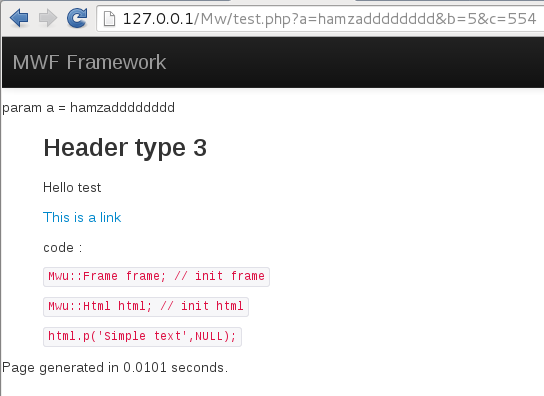 127.0.0.1/Mw/test.php?a=hamzadddddddd&b=5&c=554
MWF Framework
param a = hamzadddddddd
Header type 3
Hello test
This is a link
code :
Mwu::Frame frame; // init frame
Mwu::Html html; // init html
html.p('Simple text',NULL);
Page generated in 0.0101 seconds.